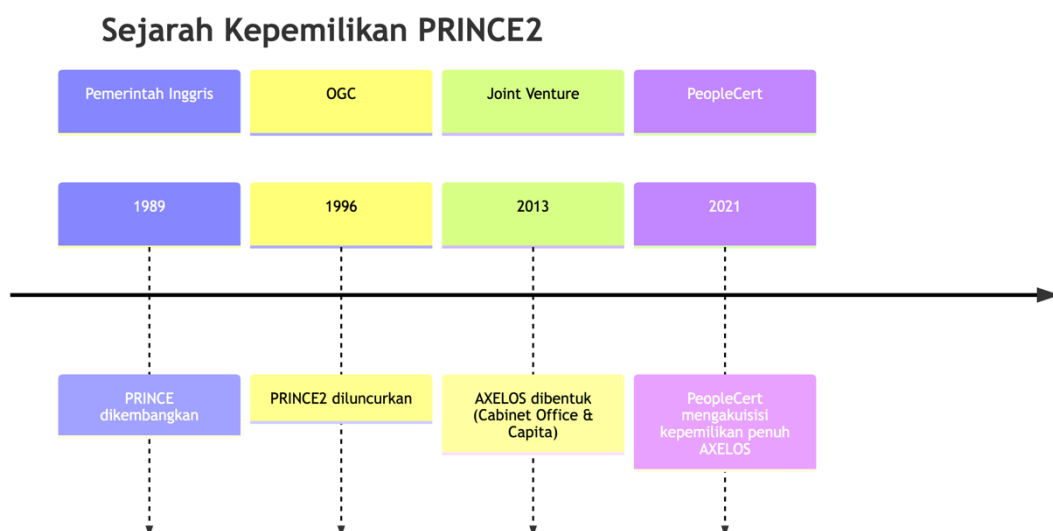 Sejarah Kepemilikan PRINCE2
Pemerintah Inggris
OGC
Joint Venture
PeopleCert
1989
1996
2013
2021
PRINCE
dikembangkan
PRINCE2 diluncurkan
AXELOS dibentuk
(Cabinet Office &
Capita)
PeopleCert
mengakuisisi
kepemilikan penuh
AXELOS